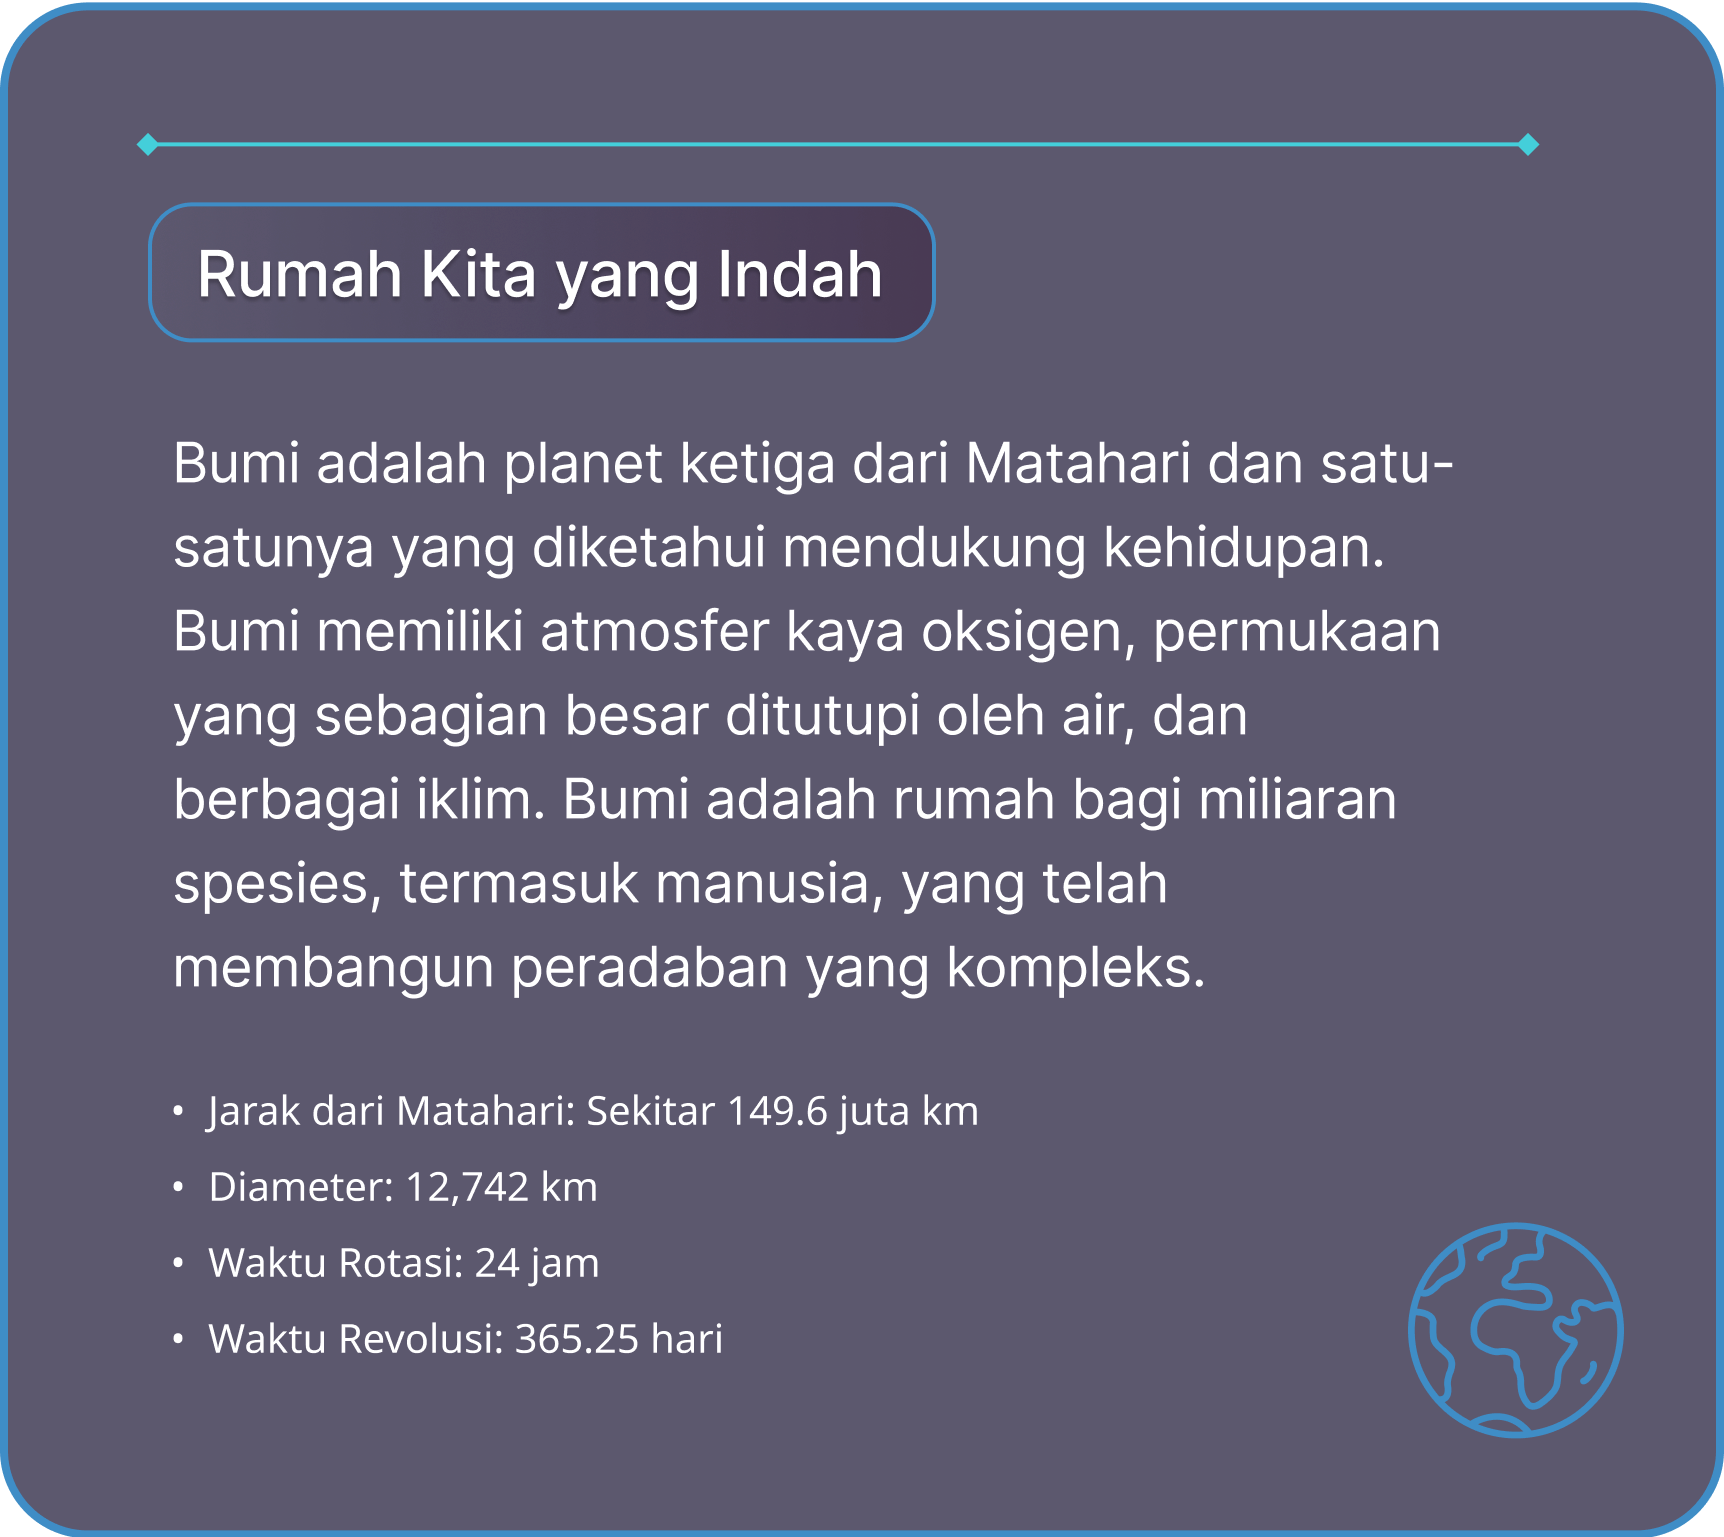 Rumah Kita yang Indah
Bumi adalah planet ketiga dari Matahari dan satu-
satunya yang diketahui mendukung kehidupan.
Bumi memiliki atmosfer kaya oksigen, permukaan
yang sebagian besar ditutupi oleh air, dan
berbagai iklim. Bumi adalah rumah bagi miliaran
spesies, termasuk manusia, yang telah
membangun peradaban yang kompleks.
• Jarak dari Matahari: Sekitar 149.6 juta km
• Diameter: 12,742 km
• Waktu Rotasi: 24 jam
• Waktu Revolusi: 365.25 hari